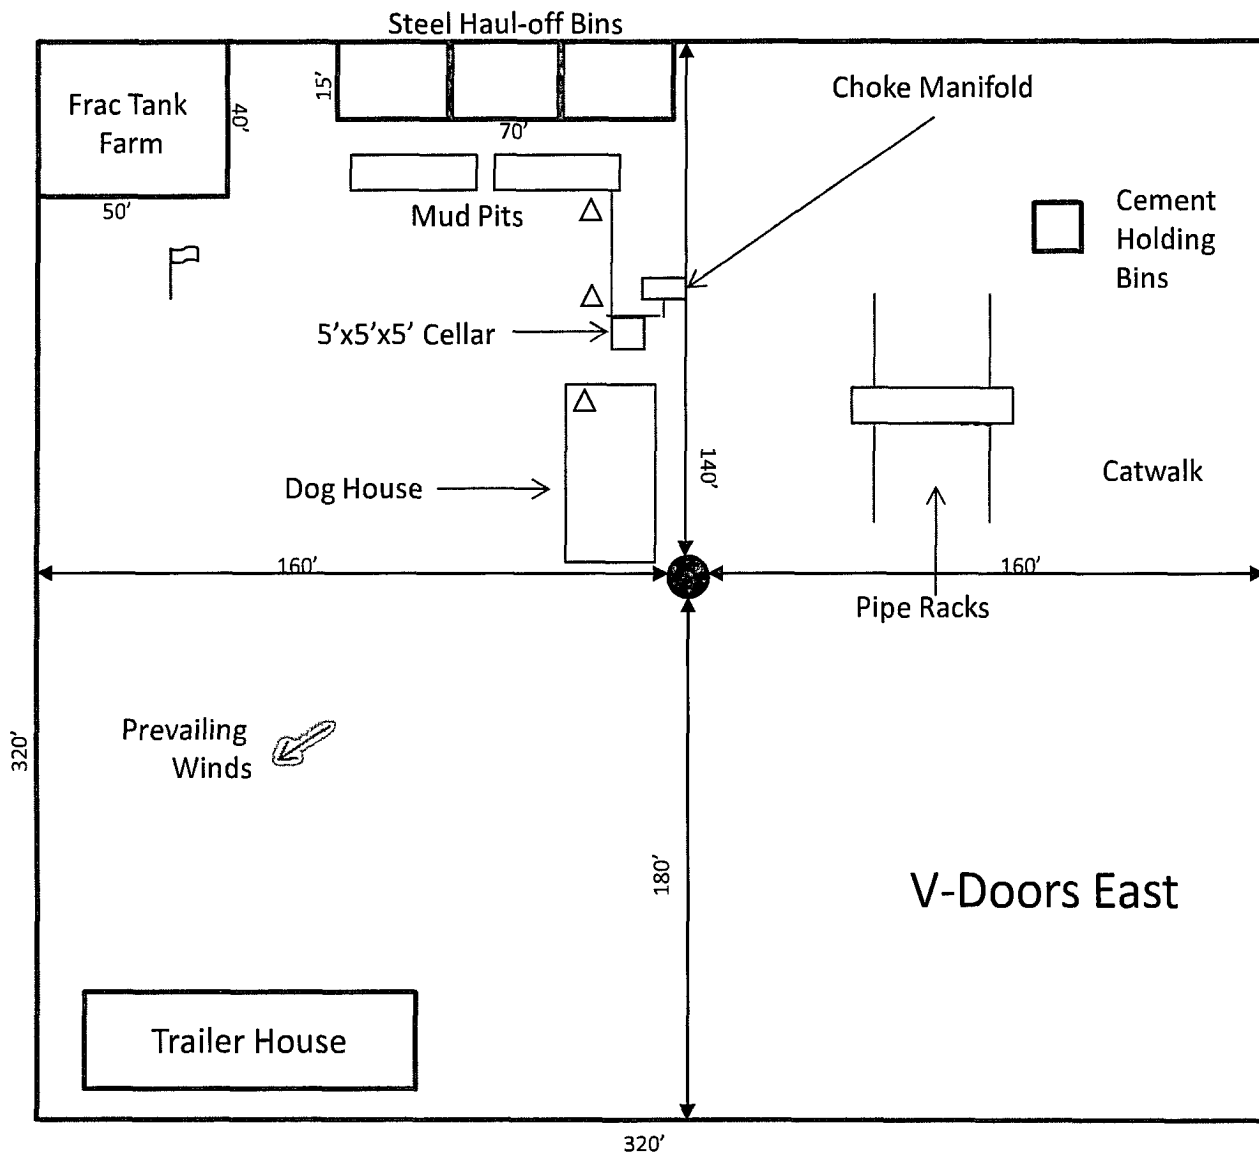 Steel Haul-off Bins
Frac Tank
Farm
40'
50'
15'
70'
Choke Manifold
Mud Pits
Cement
Holding
Bins
5'x5'x5' Cellar
140'
Catwalk
Dog House
160'
160'
Pipe Racks
Prevailing
Winds
320'
180'
V-Doors East
Trailer House
320'